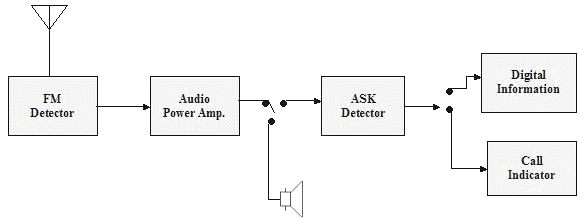 FM
Detector
Audio
Power Amp.
ASK
Detector
Digital
Information
Call
Indicator